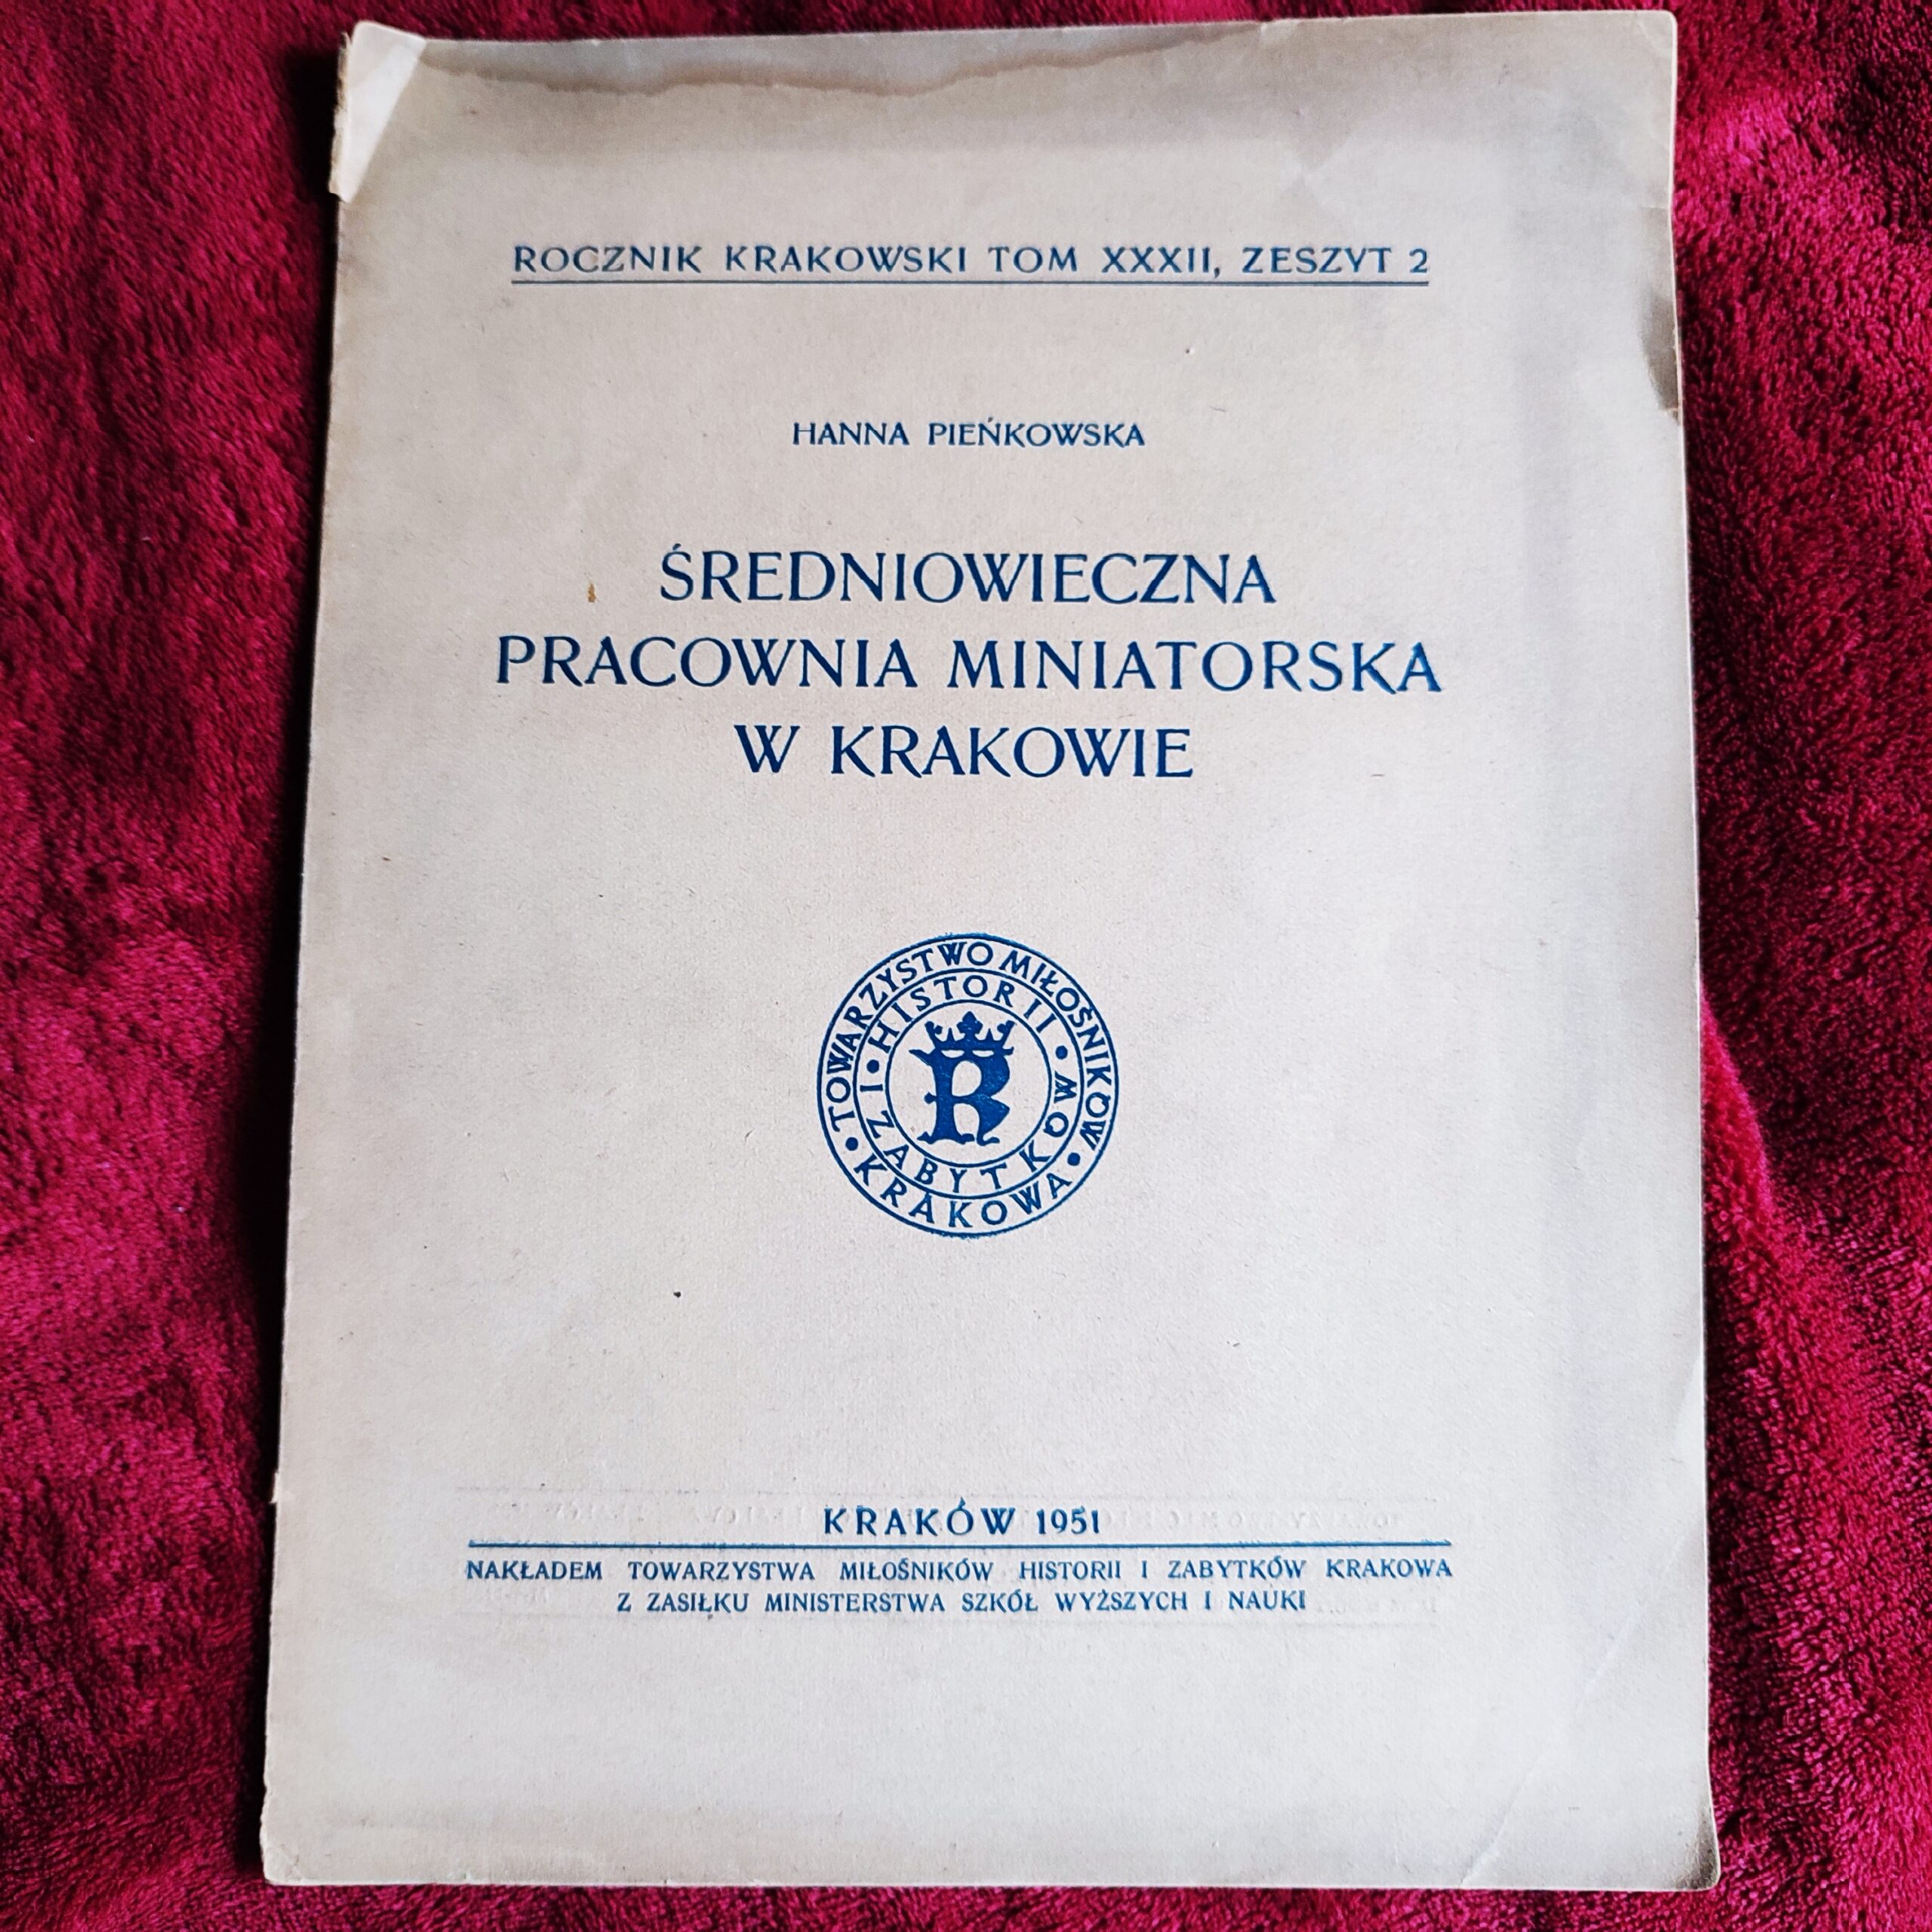 ROCZNIK KRAKOWSKI TOM XXXII, ZESZYT 2
HANNA PIEŃKOWSKA
ŚREDNIOWIECZNA
PRACOWNIA MINIATORSKA
W KRAKOWIE
• TOWARZYSTWO MIŁOŚNIKÓW • KRAKOWA
• HISTORII • I ZABYTKÓW
K
KRAKÓW 1951
NAKŁADEM TOWARZYSTWA MIŁOŚNIKÓW HISTORII I ZABYTKÓW KRAKOWA
Z ZASIŁKU MINISTERSTWA SZKÓŁ WYŻSZYCH I NAUKI